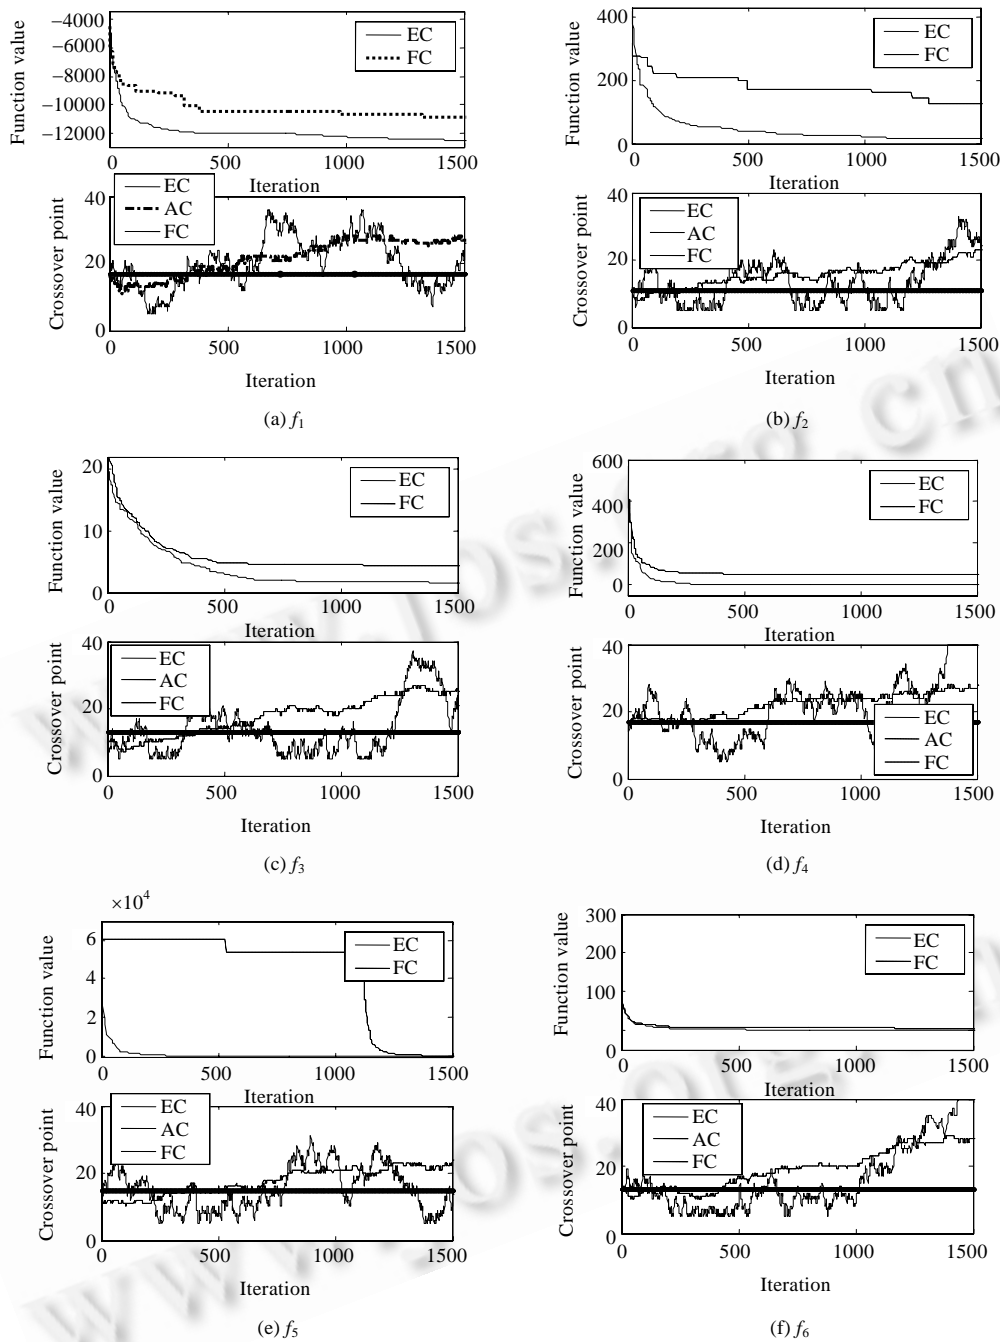 Function value
−4000
−6000
−8000
−10000
−12000
EC
FC
0 500 1000 1500
Iteration
Crossover point
40
20
0
EC
AC
FC
0 500 1000 1500
Iteration
(a) f1
Function value
400
200
0
EC
FC
0 500 1000 1500
Iteration
Crossover point
40
20
0
EC
AC
FC
0 500 1000 1500
Iteration
(b) f2
Function value
20
10
0
EC
FC
0 500 1000 1500
Iteration
Crossover point
40
20
0
EC
AC
FC
0 500 1000 1500
Iteration
(c) f3
Function value
600
400
200
0
EC
FC
0 500 1000 1500
Iteration
Crossover point
40
20
0
EC
AC
FC
0 500 1000 1500
Iteration
(d) f4
×104
Function value
6
4
2
0
EC
FC
0 500 1000 1500
Iteration
Crossover point
40
20
0
EC
AC
FC
0 500 1000 1500
Iteration
(e) f5
Function value
300
200
100
0
EC
FC
0 500 1000 1500
Iteration
Crossover point
40
20
0
EC
AC
FC
0 500 1000 1500
Iteration
(f) f6